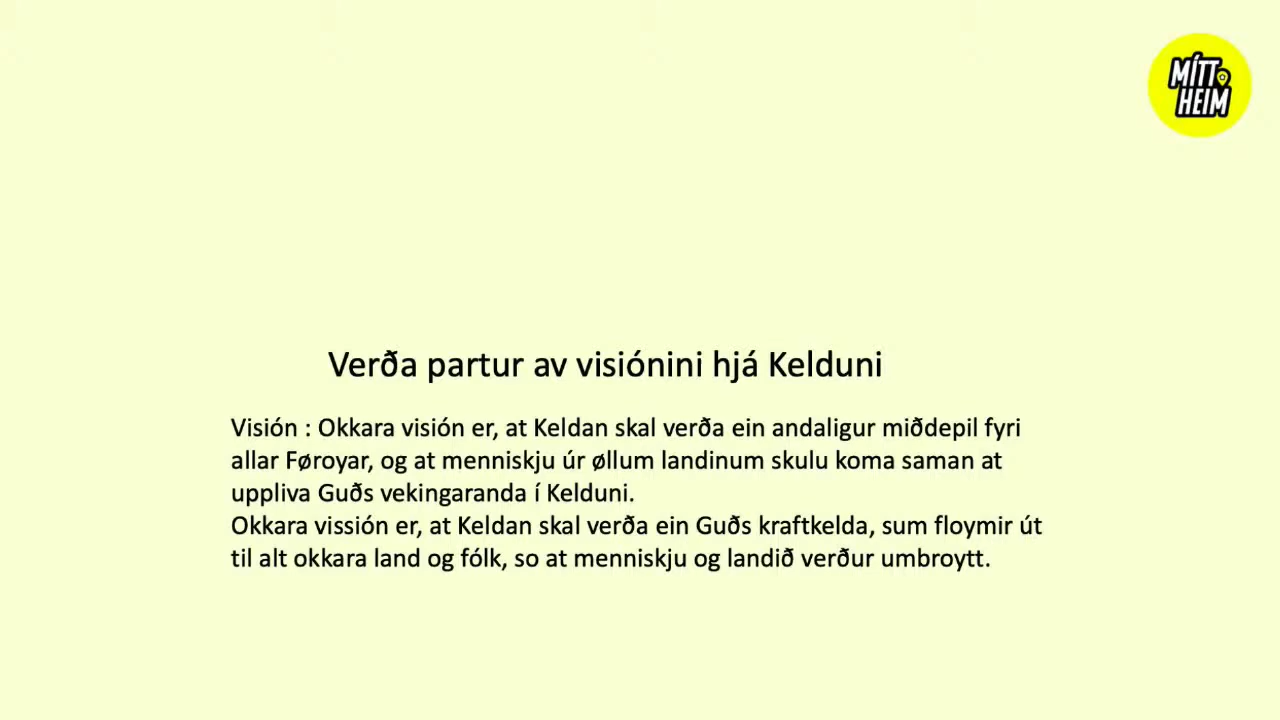 MÍTT
HEIM
Verða partur av visiónini hjá Kelduni
Visión : Okkara visión er, at Keldan skal verða ein andaligur miðdepil fyri
allar Føroyar, og at menniskju úr øllum landinum skulu koma saman at
uppliva Guðs vekingaranda í Kelduni.
Okkara vissión er, at Keldan skal verða ein Guðs kraftkelda, sum floymir út
til alt okkara land og fólk, so at menniskju og landið verður umbroytt.